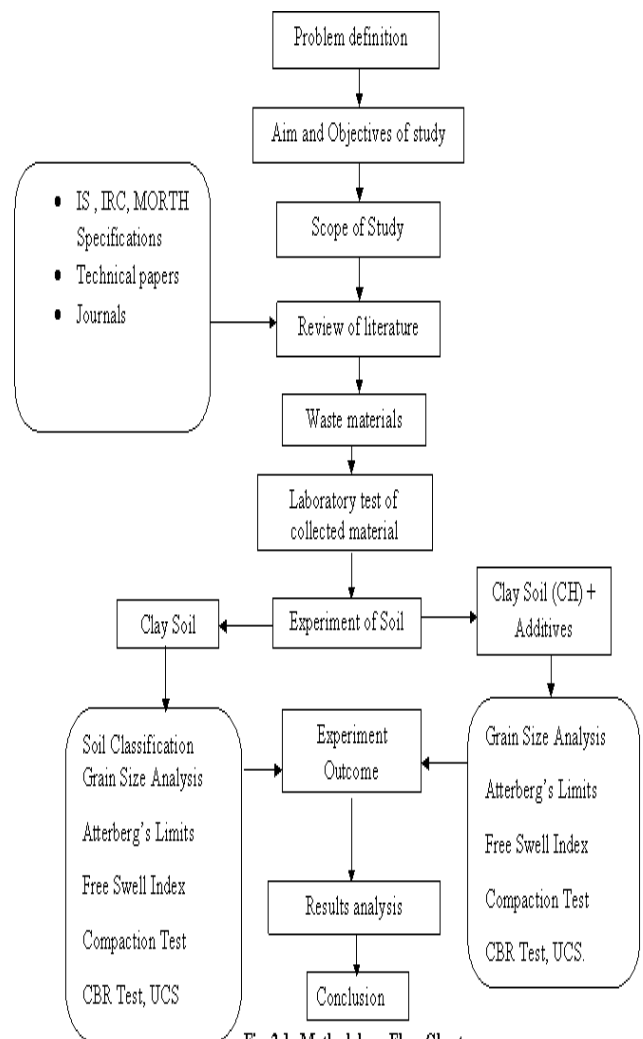 Problem definition
Aim and Objectives of study
Scope of Study
• IS , IRC, MORTH
Specifications
• Technical papers
• Journals
Review of literature
Waste materials
Laboratory test of
collected material
Clay Soil
Experiment of Soil
Clay Soil (CH) +
Additives
Soil Classification
Grain Size Analysis
Atterberg’s Limits
Free Swell Index
Compaction Test
CBR Test, UCS
Experiment
Outcome
Grain Size Analysis
Atterberg’s Limits
Free Swell Index
Compaction Test
CBR Test, UCS.
Results analysis
Conclusion